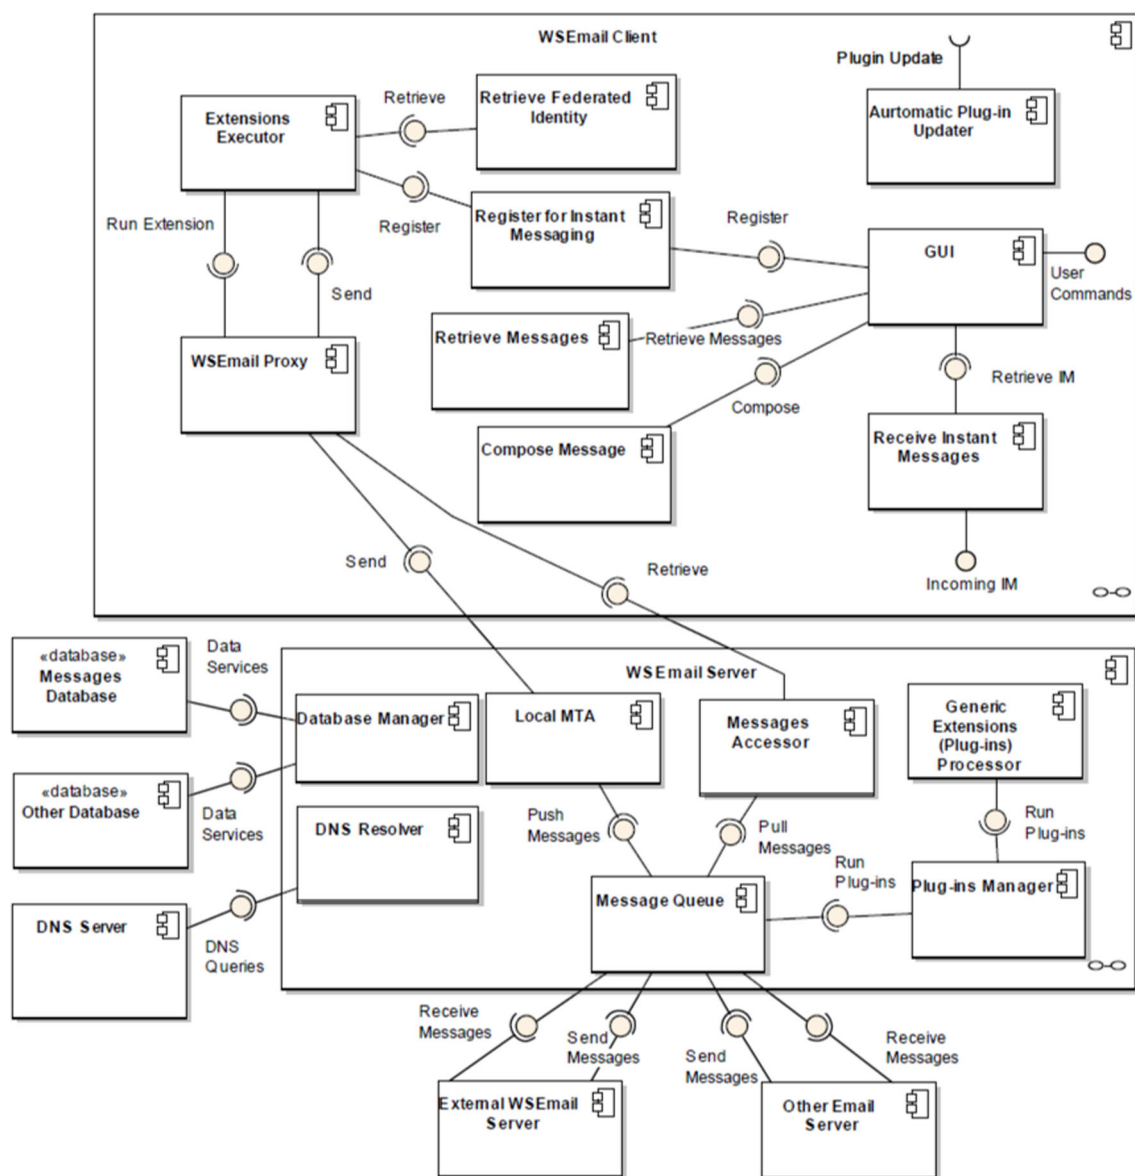 WSEmail Client
Plugin Update
Retrieve
Extensions
Executor
Retrieve Federated
Identity
Aurtomatic Plug-in
Updater
Run Extension
Register
Register for Instant
Messaging
Register
GUI
User
Commands
Send
WSEmail Proxy
Retrieve Messages
Retrieve Messages
Compose
Retrieve IM
Compose Message
Receive Instant
Messages
Send
Retrieve
Incoming IM
«database»
Messages
Database
Data
Services
WSEmail Server
Database Manager
Local MTA
Messages
Accessor
Generic
Extensions
(Plug-ins)
Processor
«database»
Other Database
Data
Services
DNS Resolver
Push
Messages
Pull
Messages
Run
Plug-ins
Run
Plug-ins
DNS Server
DNS
Queries
Message Queue
Plug-ins Manager
Receive
Messages
Send
Messages
Send
Messages
Receive
Messages
External WSEmail
Server
Other Email
Server